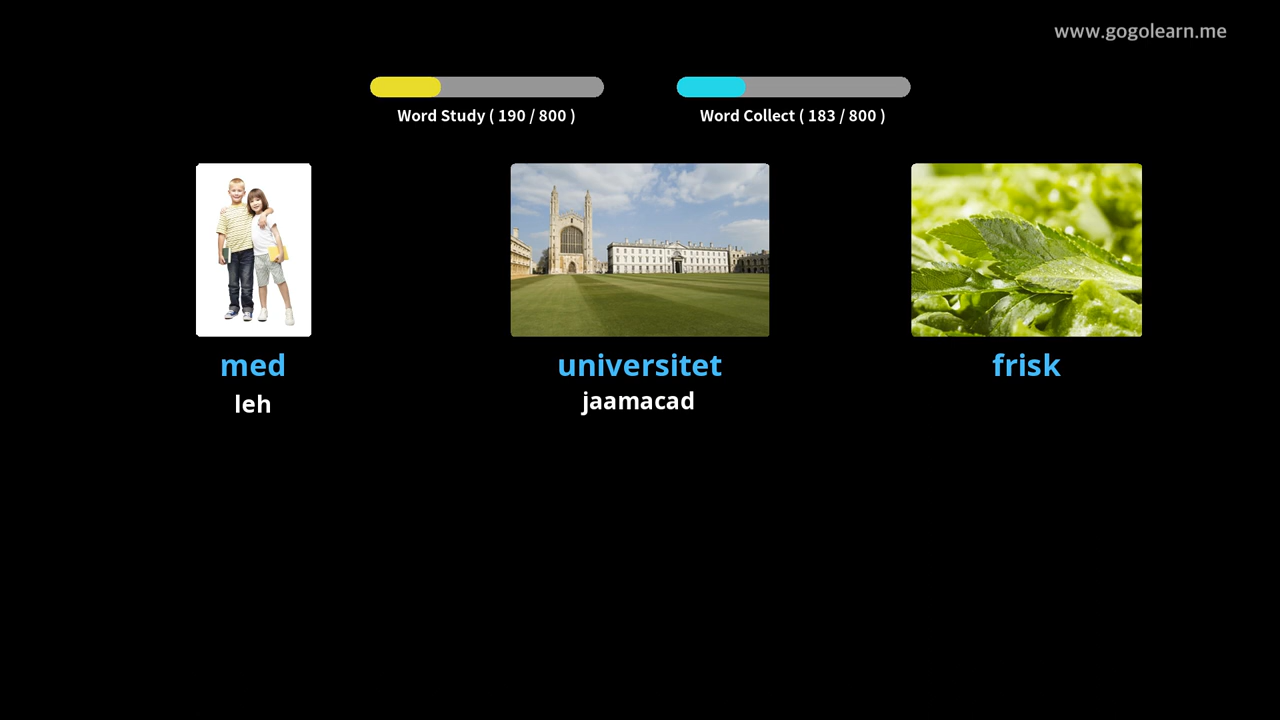 www.gogolearn.me
Word Study ( 190 / 800 )
Word Collect ( 183 / 800 )
med
universitet
frisk
leh
jaamacad